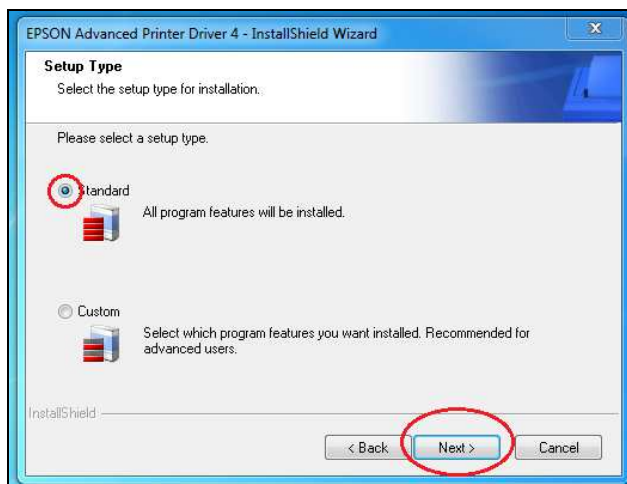 EPSON Advanced Printer Driver 4 - InstallShield Wizard
Setup Type
Select the setup type for installation.
Please select a setup type.
Standard
All program features will be installed.
Custom
Select which program features you want installed. Recommended for
advanced users.
InstallShield
< Back Next > Cancel